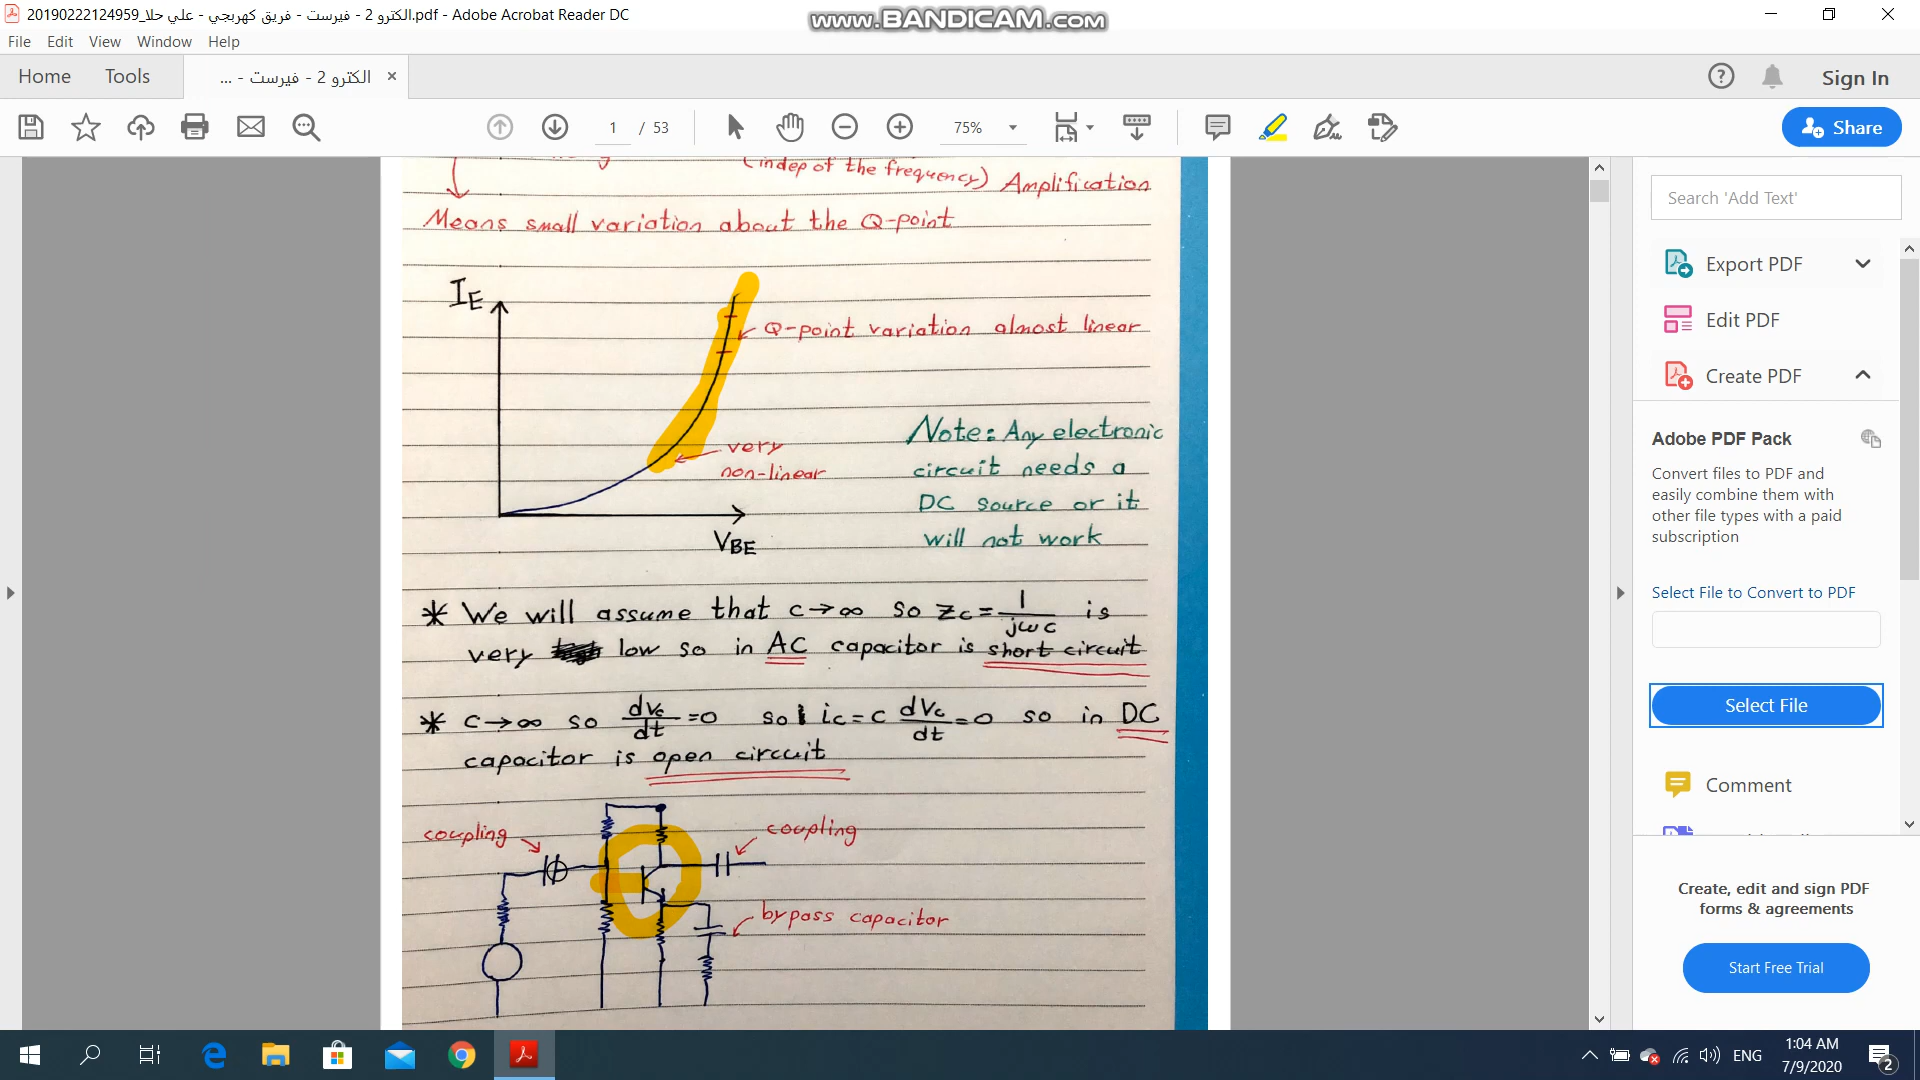 20190222124959_الكترو 2 - فيرست - فريق كهربجي - علي حلا.pdf - Adobe Acrobat Reader DC
www.BANDICAM.com
File Edit View Window Help
Home Tools الكترو 2 - فيرست - ... × Sign In
1 / 53 75% Share
(indep of the frequency) Amplification
Means small variation about the Q-point
IE
Q-point variation almost linear
very
non-linear
VBE
Note: Any electronic
circuit needs a
DC source or it
will not work
* We will assume that c→∞ so Zc = 1/jωc is
very low so in AC capacitor is short circuit
* c→∞ so dVc/dt = 0 so ic = c dVc/dt = 0 so in DC
capacitor is open circuit
coupling
coupling
bypass capacitor
Search 'Add Text'
Export PDF
Edit PDF
Create PDF
Adobe PDF Pack
Convert files to PDF and
easily combine them with
other file types with a paid
subscription
Select File to Convert to PDF
Select File
Comment
Create, edit and sign PDF
forms & agreements
Start Free Trial
ENG
1:04 AM
7/9/2020
2